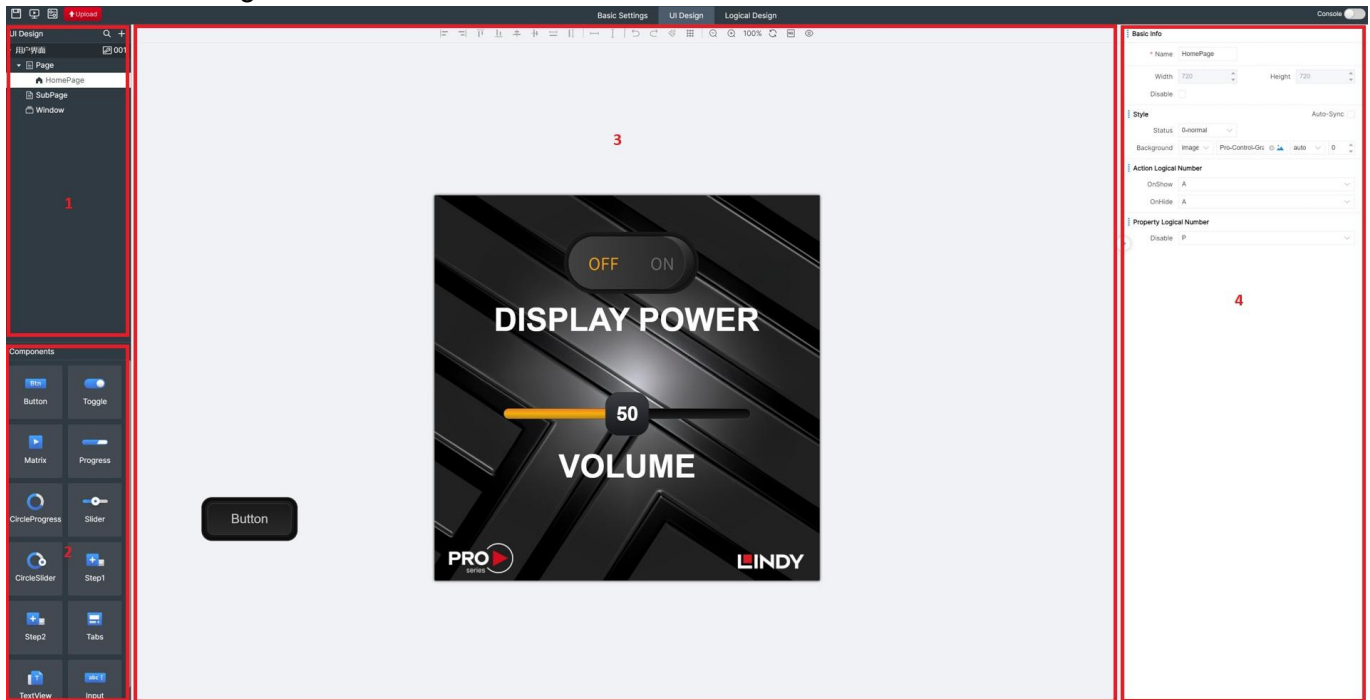 Upload
Basic Settings UI Design Logical Design
Console
UI Design
用户界面 001
Page
HomePage
SubPage
Window
1
Components
Btn
Button Toggle
Matrix Progress
CircleProgress Slider
2
CircleSlider Step1
Step2 Tabs
T abc
TextView Input
100%
3
OFF ON
DISPLAY POWER
50
VOLUME
Button
PRO
series
LINDY
Basic Info
* Name HomePage
Width 720 Height 720
Disable
Style Auto-Sync
Status 0-normal
Background image Pro-Control-Gra auto 0
Action Logical Number
OnShow A
OnHide A
Property Logical Number
Disable P
4